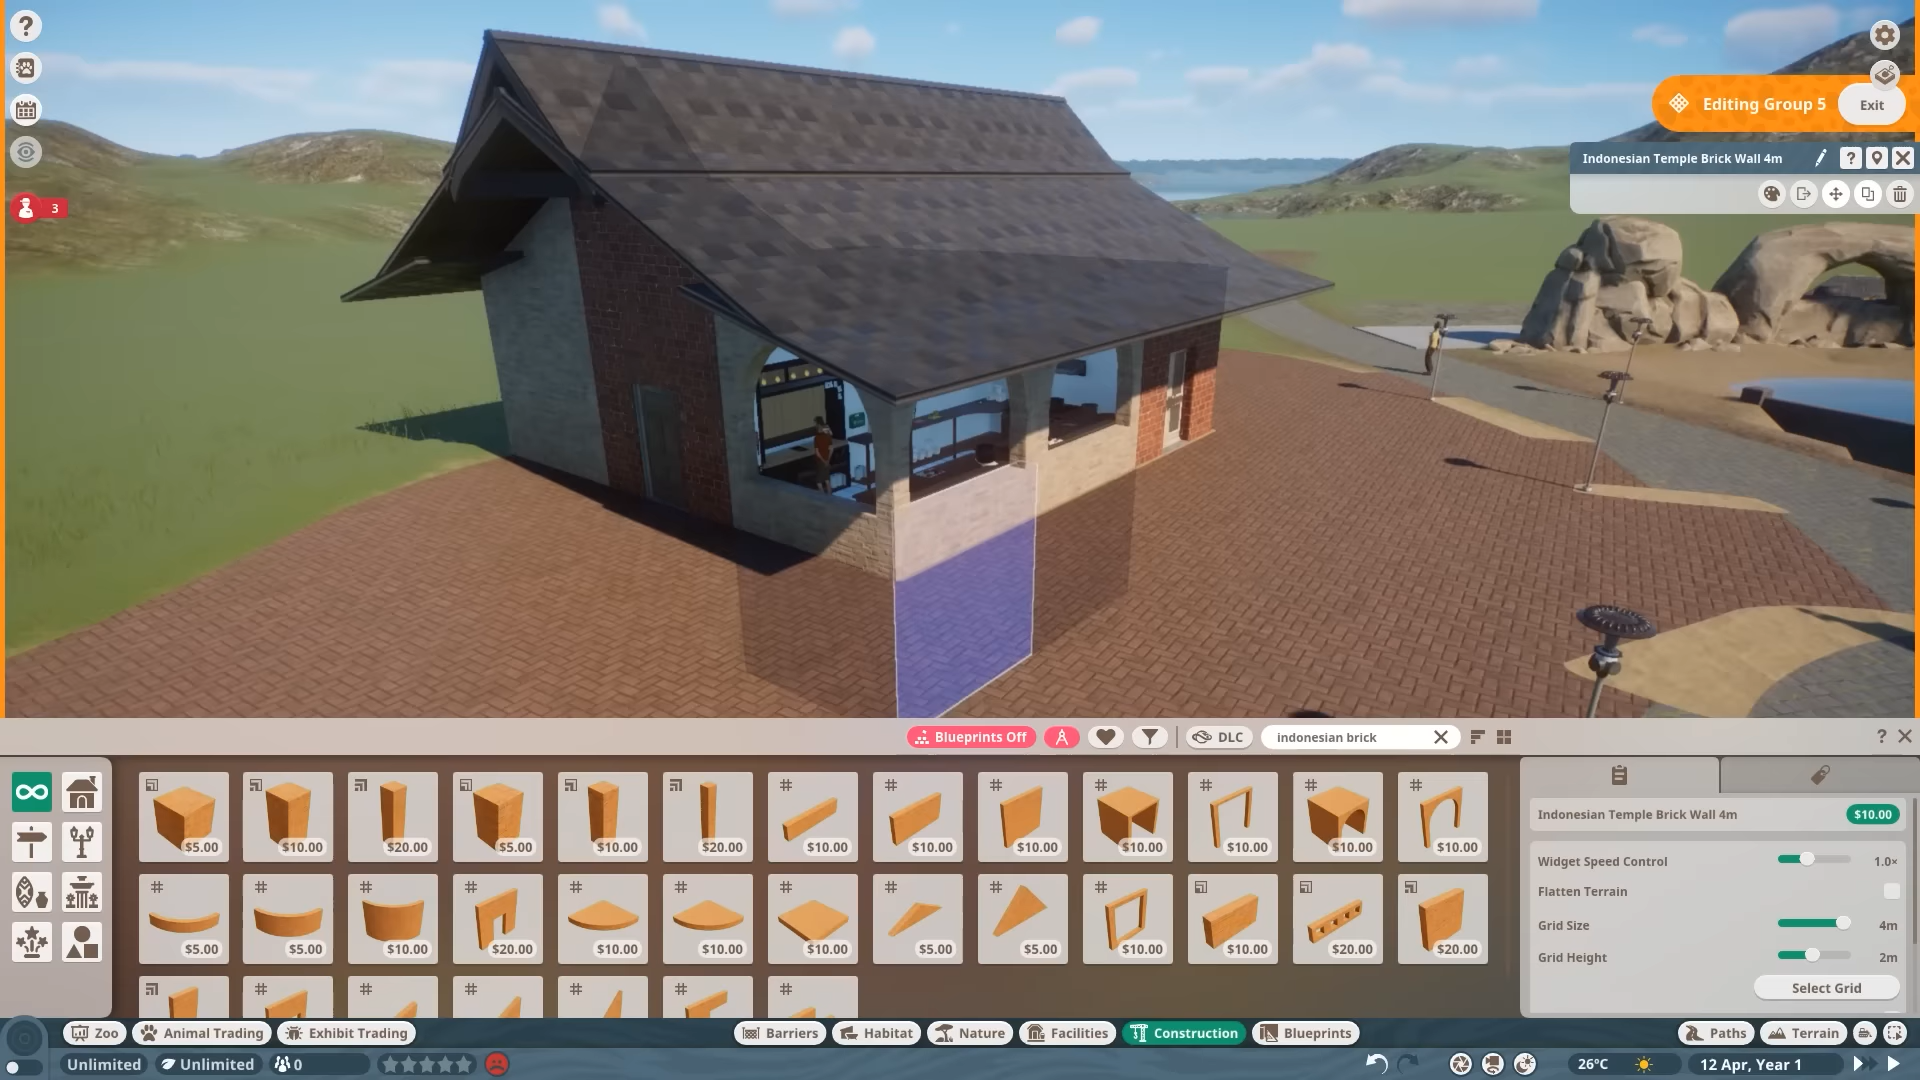 3
Editing Group 5
Exit
Indonesian Temple Brick Wall 4m
?
Blueprints Off
DLC
indonesian brick
?
$5.00
$10.00
$20.00
$5.00
$10.00
$20.00
$10.00
$10.00
$10.00
$10.00
$10.00
$10.00
$10.00
$5.00
$5.00
$10.00
$20.00
$10.00
$10.00
$10.00
$5.00
$5.00
$10.00
$10.00
$20.00
$20.00
Indonesian Temple Brick Wall 4m
$10.00
Widget Speed Control
1.0×
Flatten Terrain
Grid Size
4m
Grid Height
2m
Select Grid
Zoo
Animal Trading
Exhibit Trading
Barriers
Habitat
Nature
Facilities
Construction
Blueprints
Paths
Terrain
Unlimited
Unlimited
0
26°C
12 Apr, Year 1